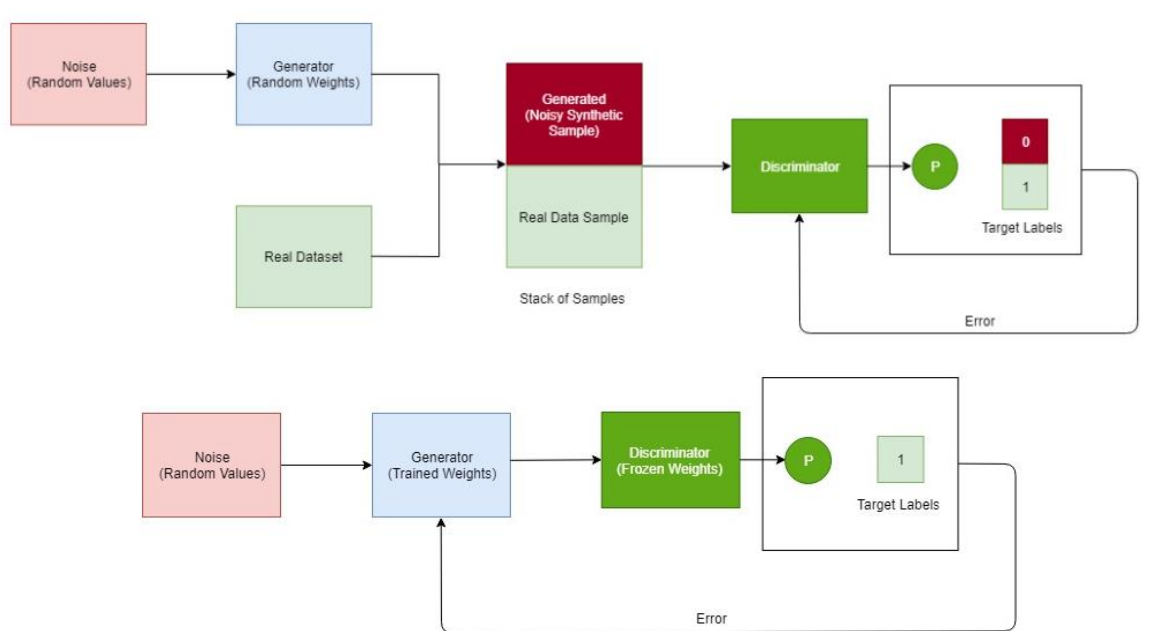 Noise
(Random Values)
Generator
(Random Weights)
Generated
(Noisy Synthetic
Sample)
Real Data Sample
Stack of Samples
Real Dataset
Discriminator
P
0
1
Target Labels
Error
Noise
(Random Values)
Generator
(Trained Weights)
Discriminator
(Frozen Weights)
P
1
Target Labels
Error